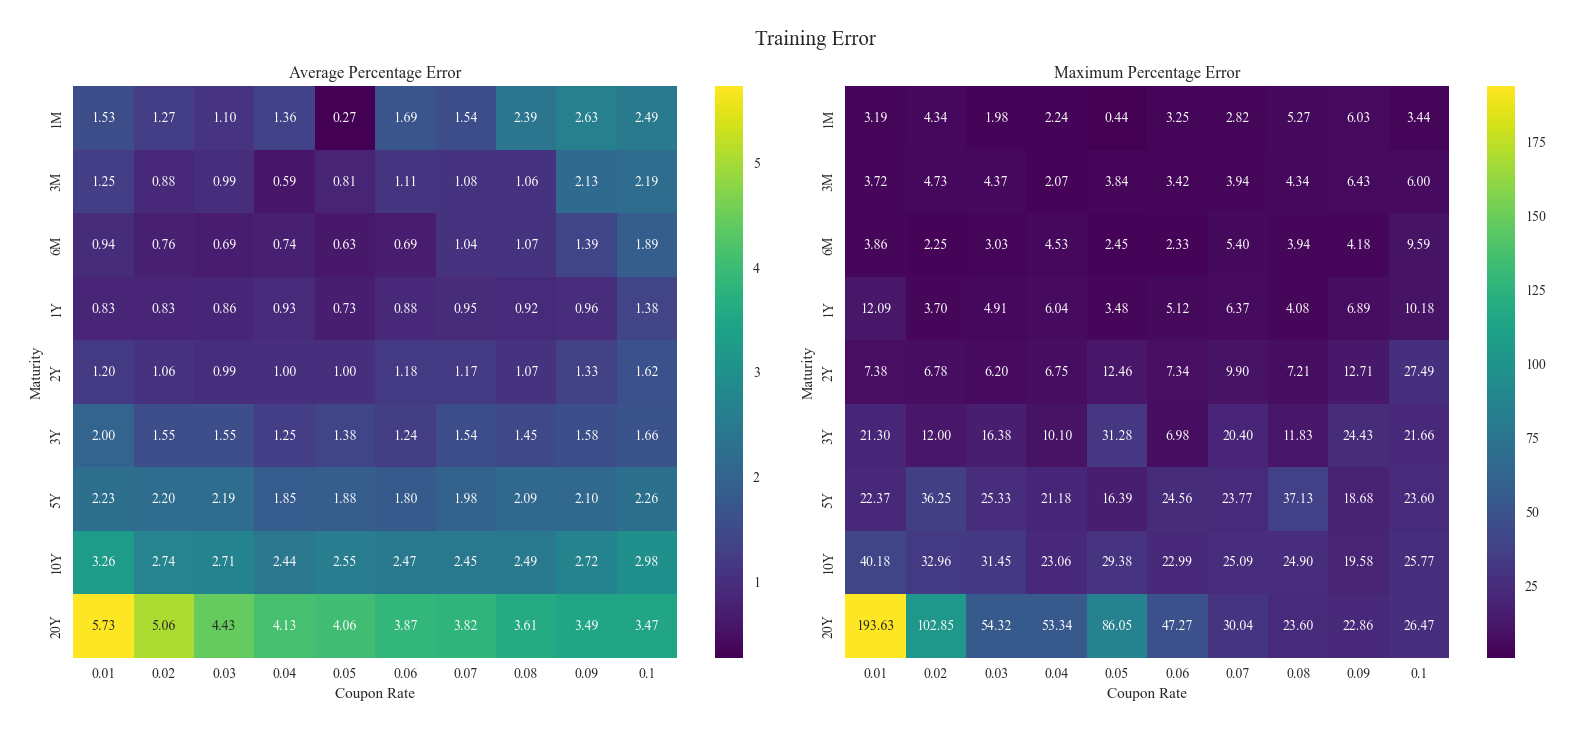 Training Error
Average Percentage Error
1M 1.53 1.27 1.10 1.36 0.27 1.69 1.54 2.39 2.63 2.49
3M 1.25 0.88 0.99 0.59 0.81 1.11 1.08 1.06 2.13 2.19
6M 0.94 0.76 0.69 0.74 0.63 0.69 1.04 1.07 1.39 1.89
1Y 0.83 0.83 0.86 0.93 0.73 0.88 0.95 0.92 0.96 1.38
2Y 1.20 1.06 0.99 1.00 1.00 1.18 1.17 1.07 1.33 1.62
3Y 2.00 1.55 1.55 1.25 1.38 1.24 1.54 1.45 1.58 1.66
5Y 2.23 2.20 2.19 1.85 1.88 1.80 1.98 2.09 2.10 2.26
10Y 3.26 2.74 2.71 2.44 2.55 2.47 2.45 2.49 2.72 2.98
20Y 5.73 5.06 4.43 4.13 4.06 3.87 3.82 3.61 3.49 3.47
0.01 0.02 0.03 0.04 0.05 0.06 0.07 0.08 0.09 0.1
Coupon Rate
Maturity
5
4
3
2
1
Maximum Percentage Error
1M 3.19 4.34 1.98 2.24 0.44 3.25 2.82 5.27 6.03 3.44
3M 3.72 4.73 4.37 2.07 3.84 3.42 3.94 4.34 6.43 6.00
6M 3.86 2.25 3.03 4.53 2.45 2.33 5.40 3.94 4.18 9.59
1Y 12.09 3.70 4.91 6.04 3.48 5.12 6.37 4.08 6.89 10.18
2Y 7.38 6.78 6.20 6.75 12.46 7.34 9.90 7.21 12.71 27.49
3Y 21.30 12.00 16.38 10.10 31.28 6.98 20.40 11.83 24.43 21.66
5Y 22.37 36.25 25.33 21.18 16.39 24.56 23.77 37.13 18.68 23.60
10Y 40.18 32.96 31.45 23.06 29.38 22.99 25.09 24.90 19.58 25.77
20Y 193.63 102.85 54.32 53.34 86.05 47.27 30.04 23.60 22.86 26.47
0.01 0.02 0.03 0.04 0.05 0.06 0.07 0.08 0.09 0.1
Coupon Rate
Maturity
175
150
125
100
75
50
25